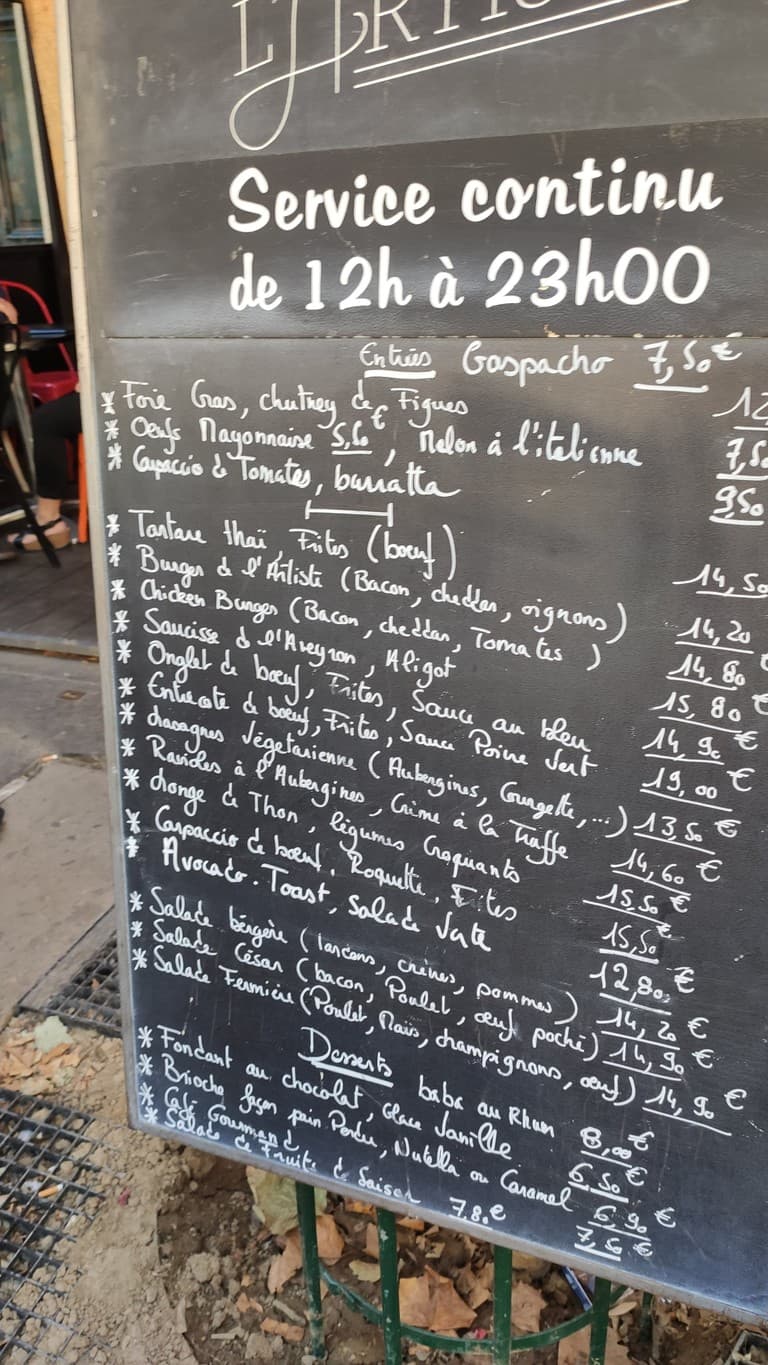 L'ARTIS
Service continu
de 12h à 23h00
Entrées Gaspacho 7,50€
* Foie Gras, chutney de Figues 12
* Oeufs Mayonnaise 5,60€, Melon à l'italienne 7,50
* Carpaccio de Tomates, burratta 9,50
* Tartare thaï, Frites (boeuf) 14,50
* Burger de l'Artiste (Bacon, cheddar, oignons) 14,20
* Chicken Burger (Bacon, cheddar, Tomates) 14,80€
* Saucisse de l'Aveyron, Aligot 15,80€
* Onglet de boeuf, Frites, Sauce au bleu 14,90€
* Entrecote de boeuf, Frites, Sauce Poivre Vert 19,00€
* Lasagnes Végétarienne (Aubergines, Courgette, ...) 13,50€
* Ravioles à l'Aubergines, Crème à la Truffe 14,60€
* Longe de Thon, légumes Croquants 15,50€
* Carpaccio de boeuf, Roquette, Frites 15,50€
* Avocado. Toast, Salade Verte 12,80€
* Salade bergère (lardons, chèvres, pommes) 14,20€
* Salade César (bacon, Poulet, oeuf poché) 14,90€
* Salade Fermière (Poulet, Maïs, champignons, oeuf) 14,90€
Desserts baba au Rhum 8,00€
* Fondant au chocolat, Glace Vanille 6,50€
* Brioche façon pain Perdu, Nutella ou Caramel 6,90€
* Café Gourmand 7,80€ 7,50€
* Salade de Fruits de Saison